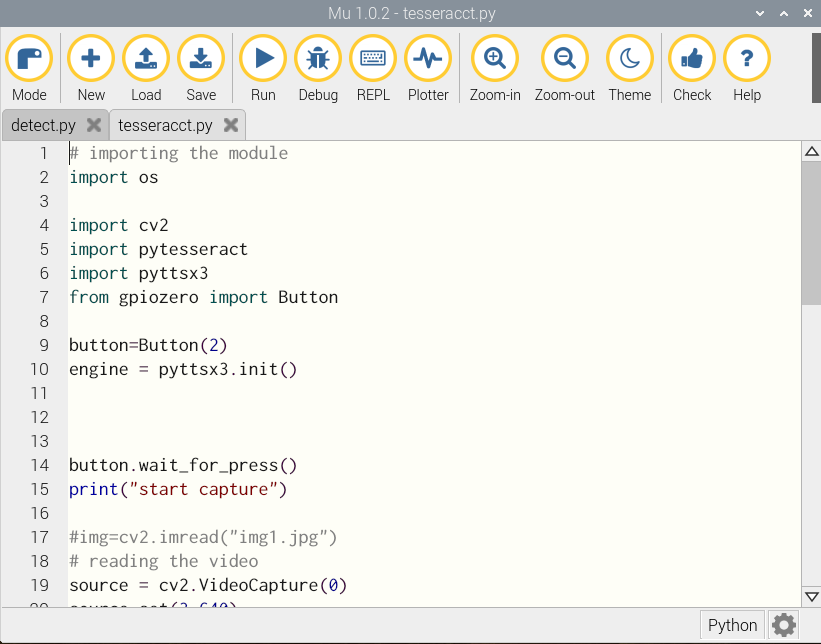 Mu 1.0.2 - tesseracct.py
Mode New Load Save Run Debug REPL Plotter Zoom-in Zoom-out Theme Check Help
detect.py tesseracct.py
1 # importing the module
2 import os
3
4 import cv2
5 import pytesseract
6 import pyttsx3
7 from gpiozero import Button
8
9 button=Button(2)
10 engine = pyttsx3.init()
11
12
13
14 button.wait_for_press()
15 print("start capture")
16
17 #img=cv2.imread("img1.jpg")
18 # reading the video
19 source = cv2.VideoCapture(0)
Python